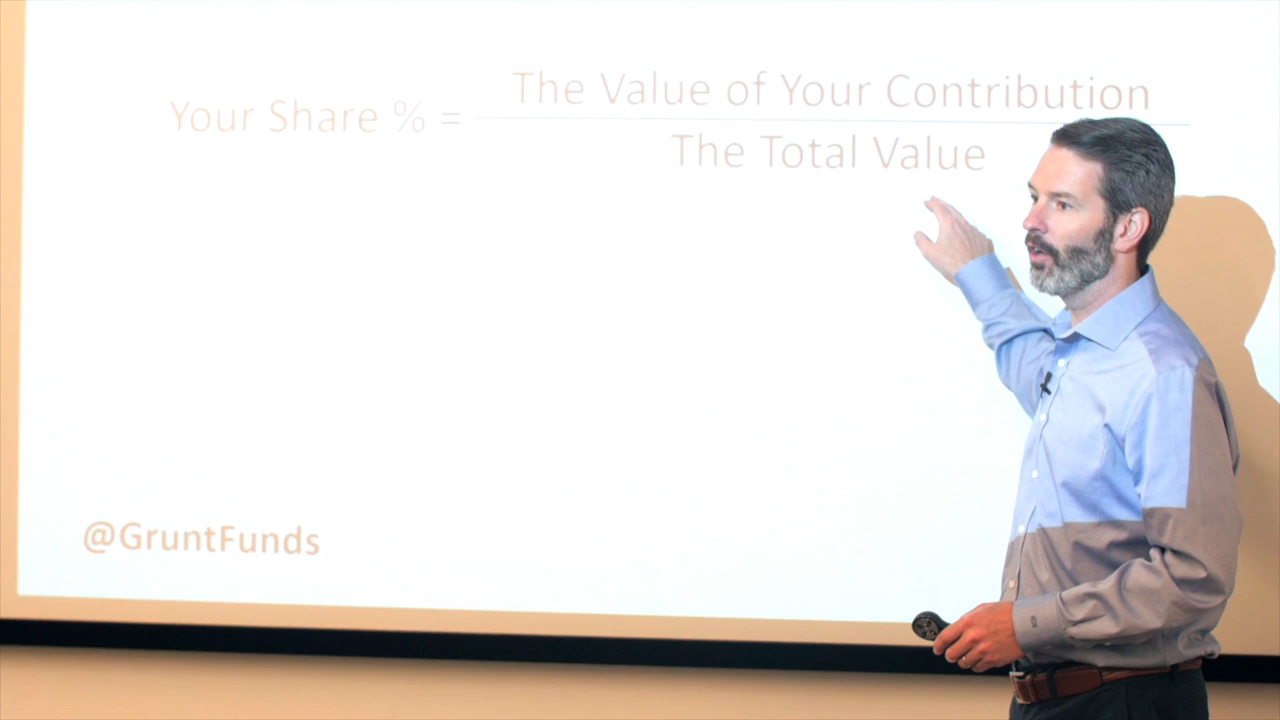 The Value of Your Contribution
Your Share % =
The Total Value
@GruntFunds